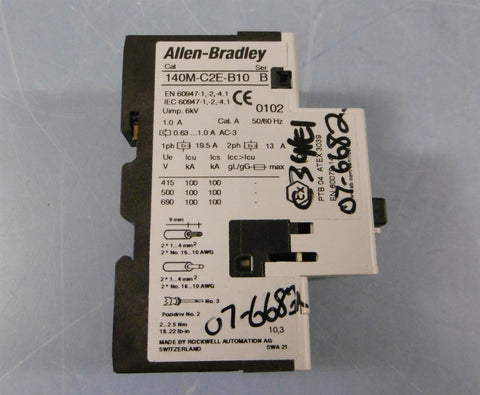 Allen-Bradley
Cat Ser
140M-C2E-B10 B
EN 60947-1,-2,-4.1
IEC 60947-1,-2,-4.1
CE
0102
Uimp. 6kV
1.0 A Cat. A 50/60 Hz
0.63 ... 1.0 A AC-3
1ph 19.5 A 2ph 13 A
Ue Icu Ics Icc>Icu
V kA kA gL/gG max
415 100 100 -
500 100 100 -
690 100 100 -
9 mm
2 * 1...4 mm²
2 * No. 16...10 AWG
2 * 1...4 mm²
2 * No. 16...10 AWG
No. 3
Pozidriv No. 2
2...2.5 Nm
18...22 lb-in
10,3
MADE BY ROCKWELL AUTOMATION AG
SWITZERLAND SWA 21
Ex
PTB 04 ATEX 3039
07-6682
07-6682